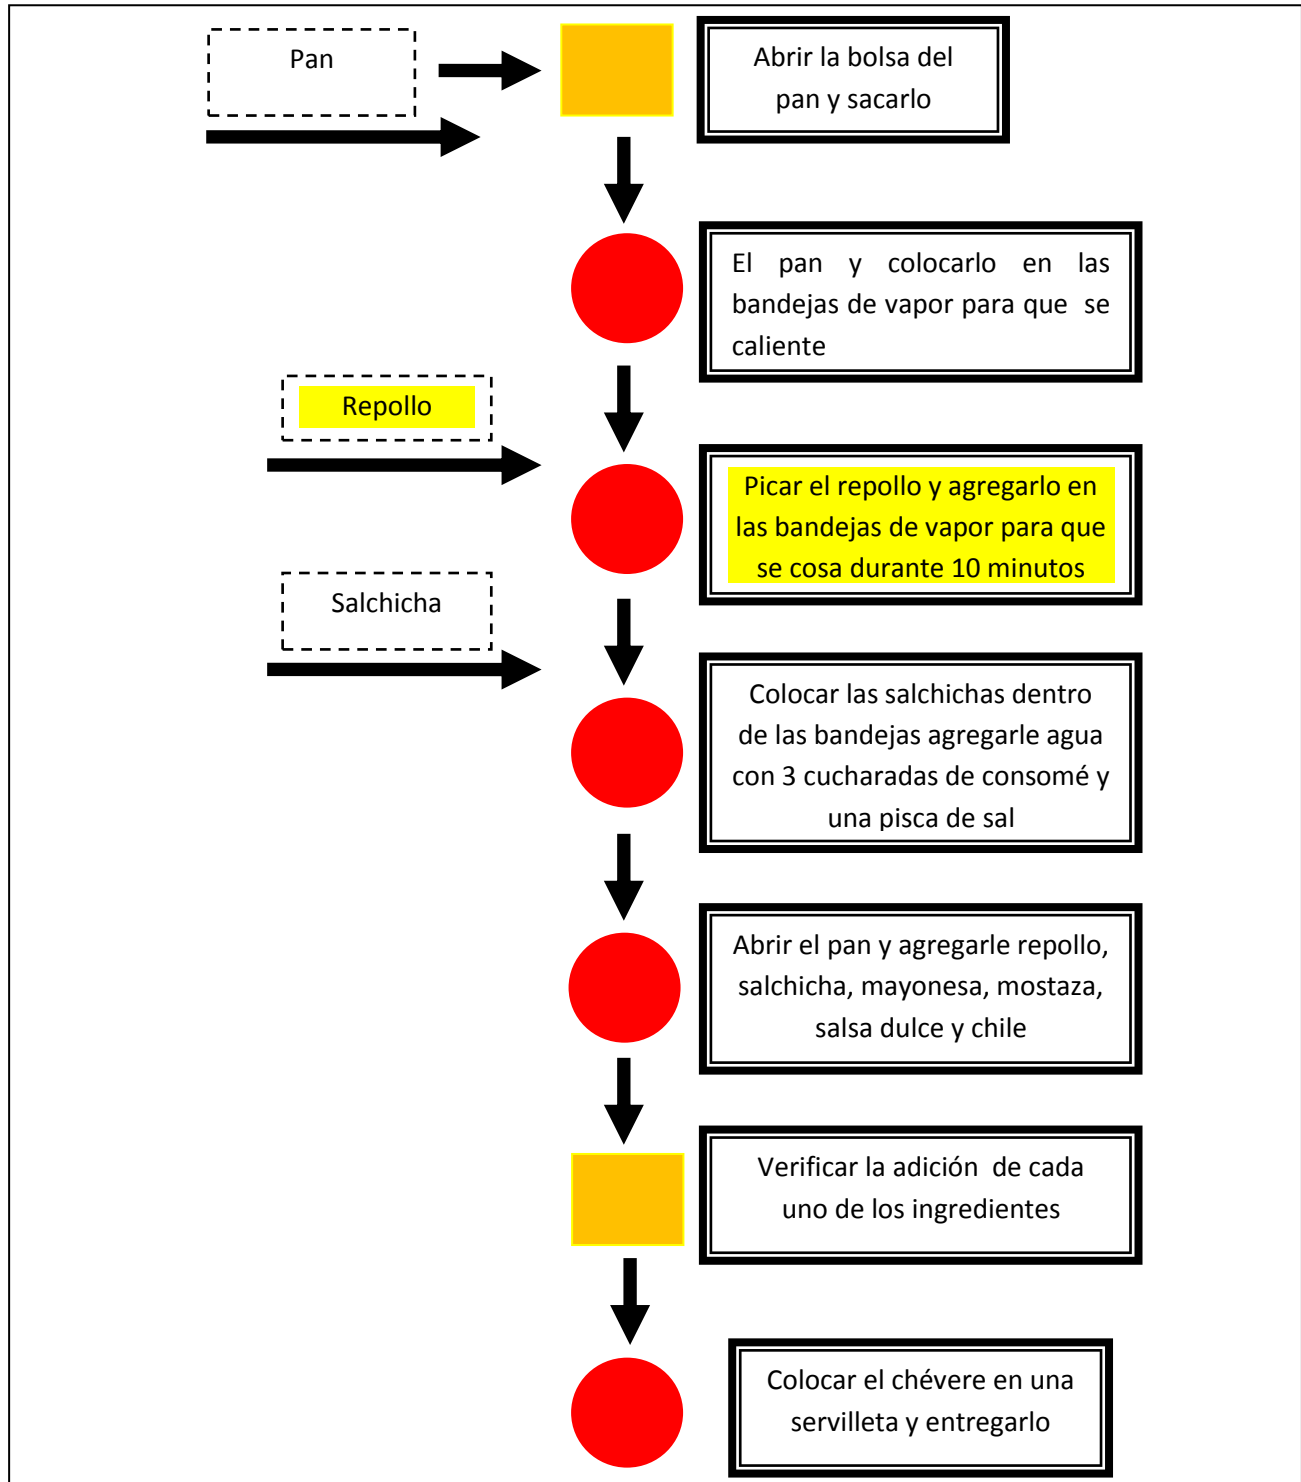 Pan
Abrir la bolsa del
pan y sacarlo
El pan y colocarlo en las
bandejas de vapor para que se
caliente
Repollo
Picar el repollo y agregarlo en
las bandejas de vapor para que
se cosa durante 10 minutos
Salchicha
Colocar las salchichas dentro
de las bandejas agregarle agua
con 3 cucharadas de consomé y
una pisca de sal
Abrir el pan y agregarle repollo,
salchicha, mayonesa, mostaza,
salsa dulce y chile
Verificar la adición de cada
uno de los ingredientes
Colocar el chévere en una
servilleta y entregarlo